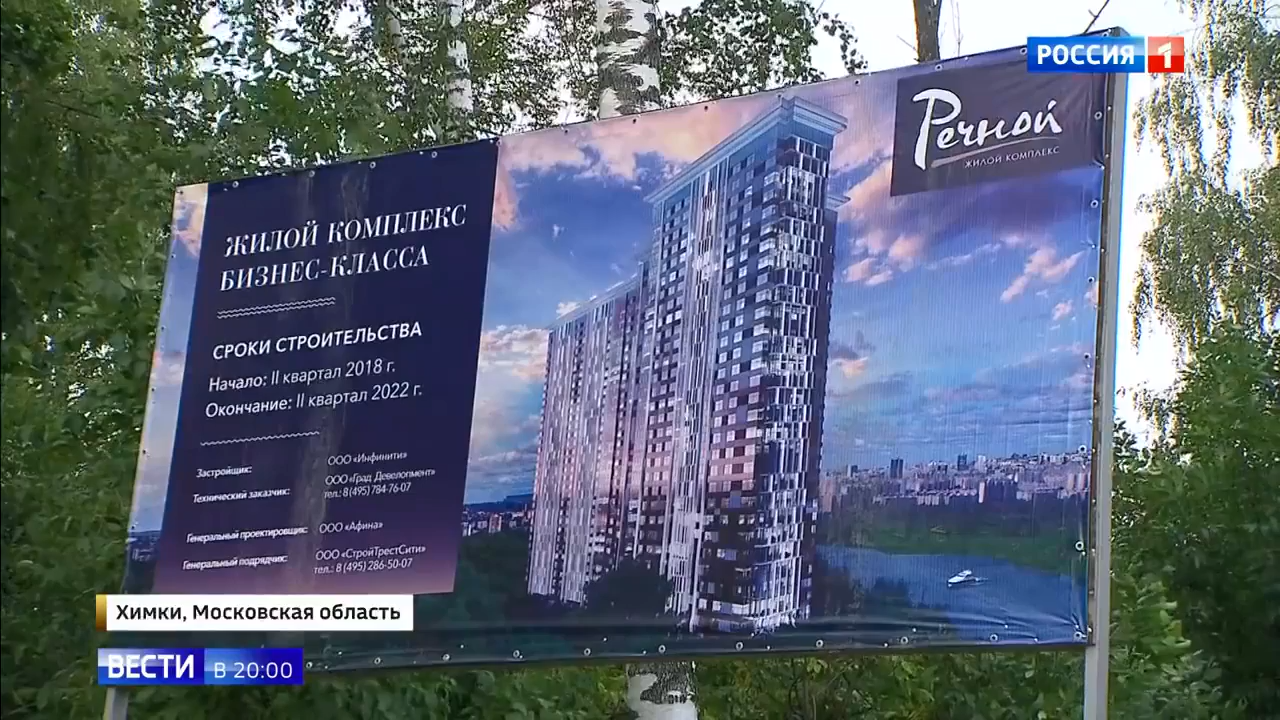 РОССИЯ 1
Речной
ЖИЛОЙ КОМПЛЕКС
ЖИЛОЙ КОМПЛЕКС
БИЗНЕС-КЛАССА
СРОКИ СТРОИТЕЛЬСТВА
Начало: II квартал 2018 г.
Окончание: II квартал 2022 г.
Застройщик: ООО «Инфинити»
Технический заказчик: ООО «Град Девелопмент»
тел.: 8 (495) 784-76-07
Генеральный проектировщик: ООО «Афина»
Генеральный подрядчик: ООО «СтройТрестСити»
тел.: 8 (495) 286-50-07
Химки, Московская область
ВЕСТИ В 20:00